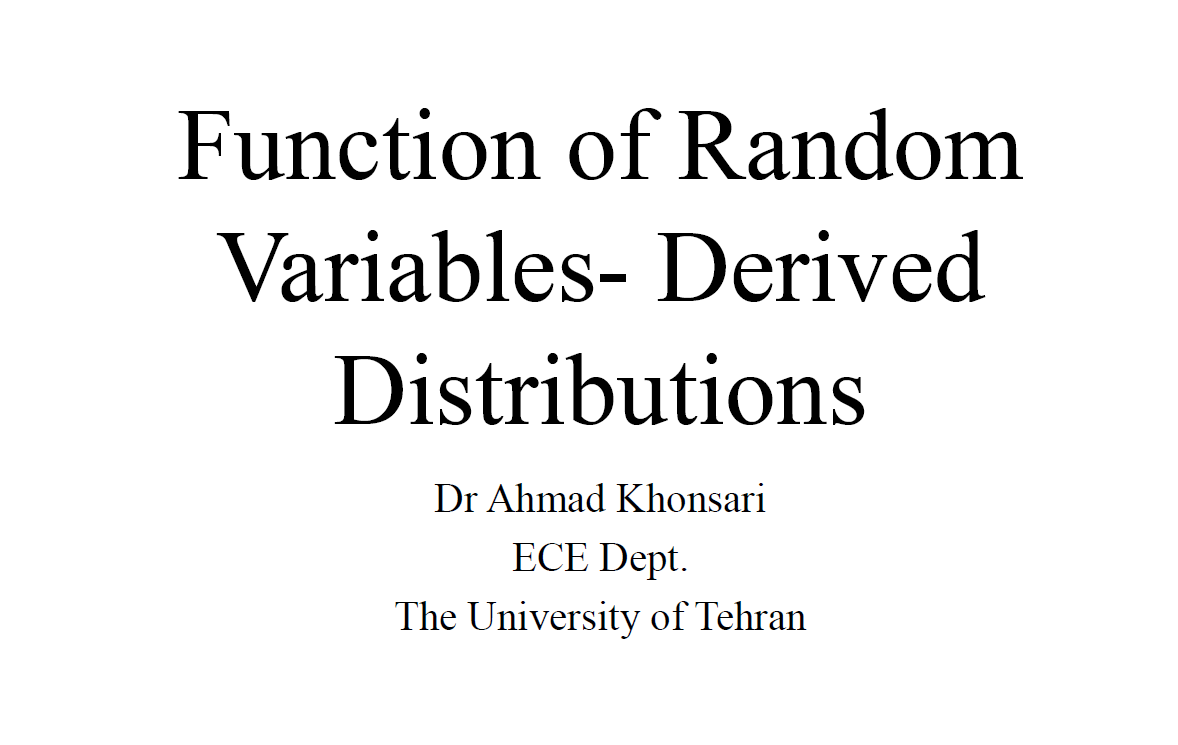 Function of Random
Variables- Derived
Distributions
Dr Ahmad Khonsari
ECE Dept.
The University of Tehran